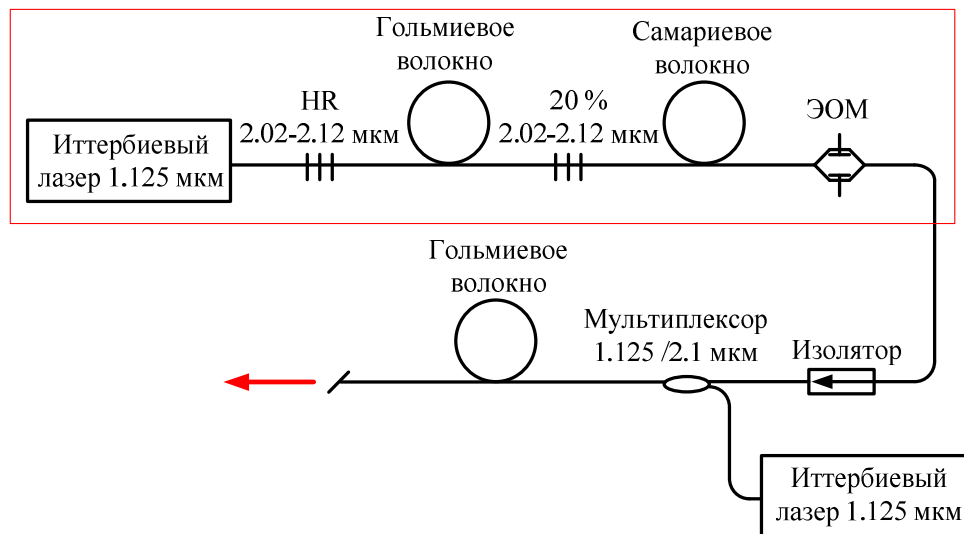 Гольмиевое
волокно
Самариевое
волокно
HR
2.02-2.12 мкм
20 %
2.02-2.12 мкм
ЭОМ
Иттербиевый
лазер 1.125 мкм
Гольмиевое
волокно
Мультиплексор
1.125 /2.1 мкм
Изолятор
Иттербиевый
лазер 1.125 мкм